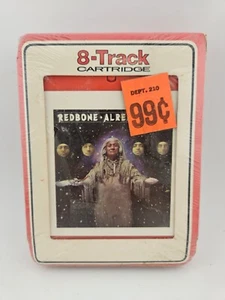 8-Track
CARTRIDGE
DEPT. 210
99¢
REDBONE · ALRE